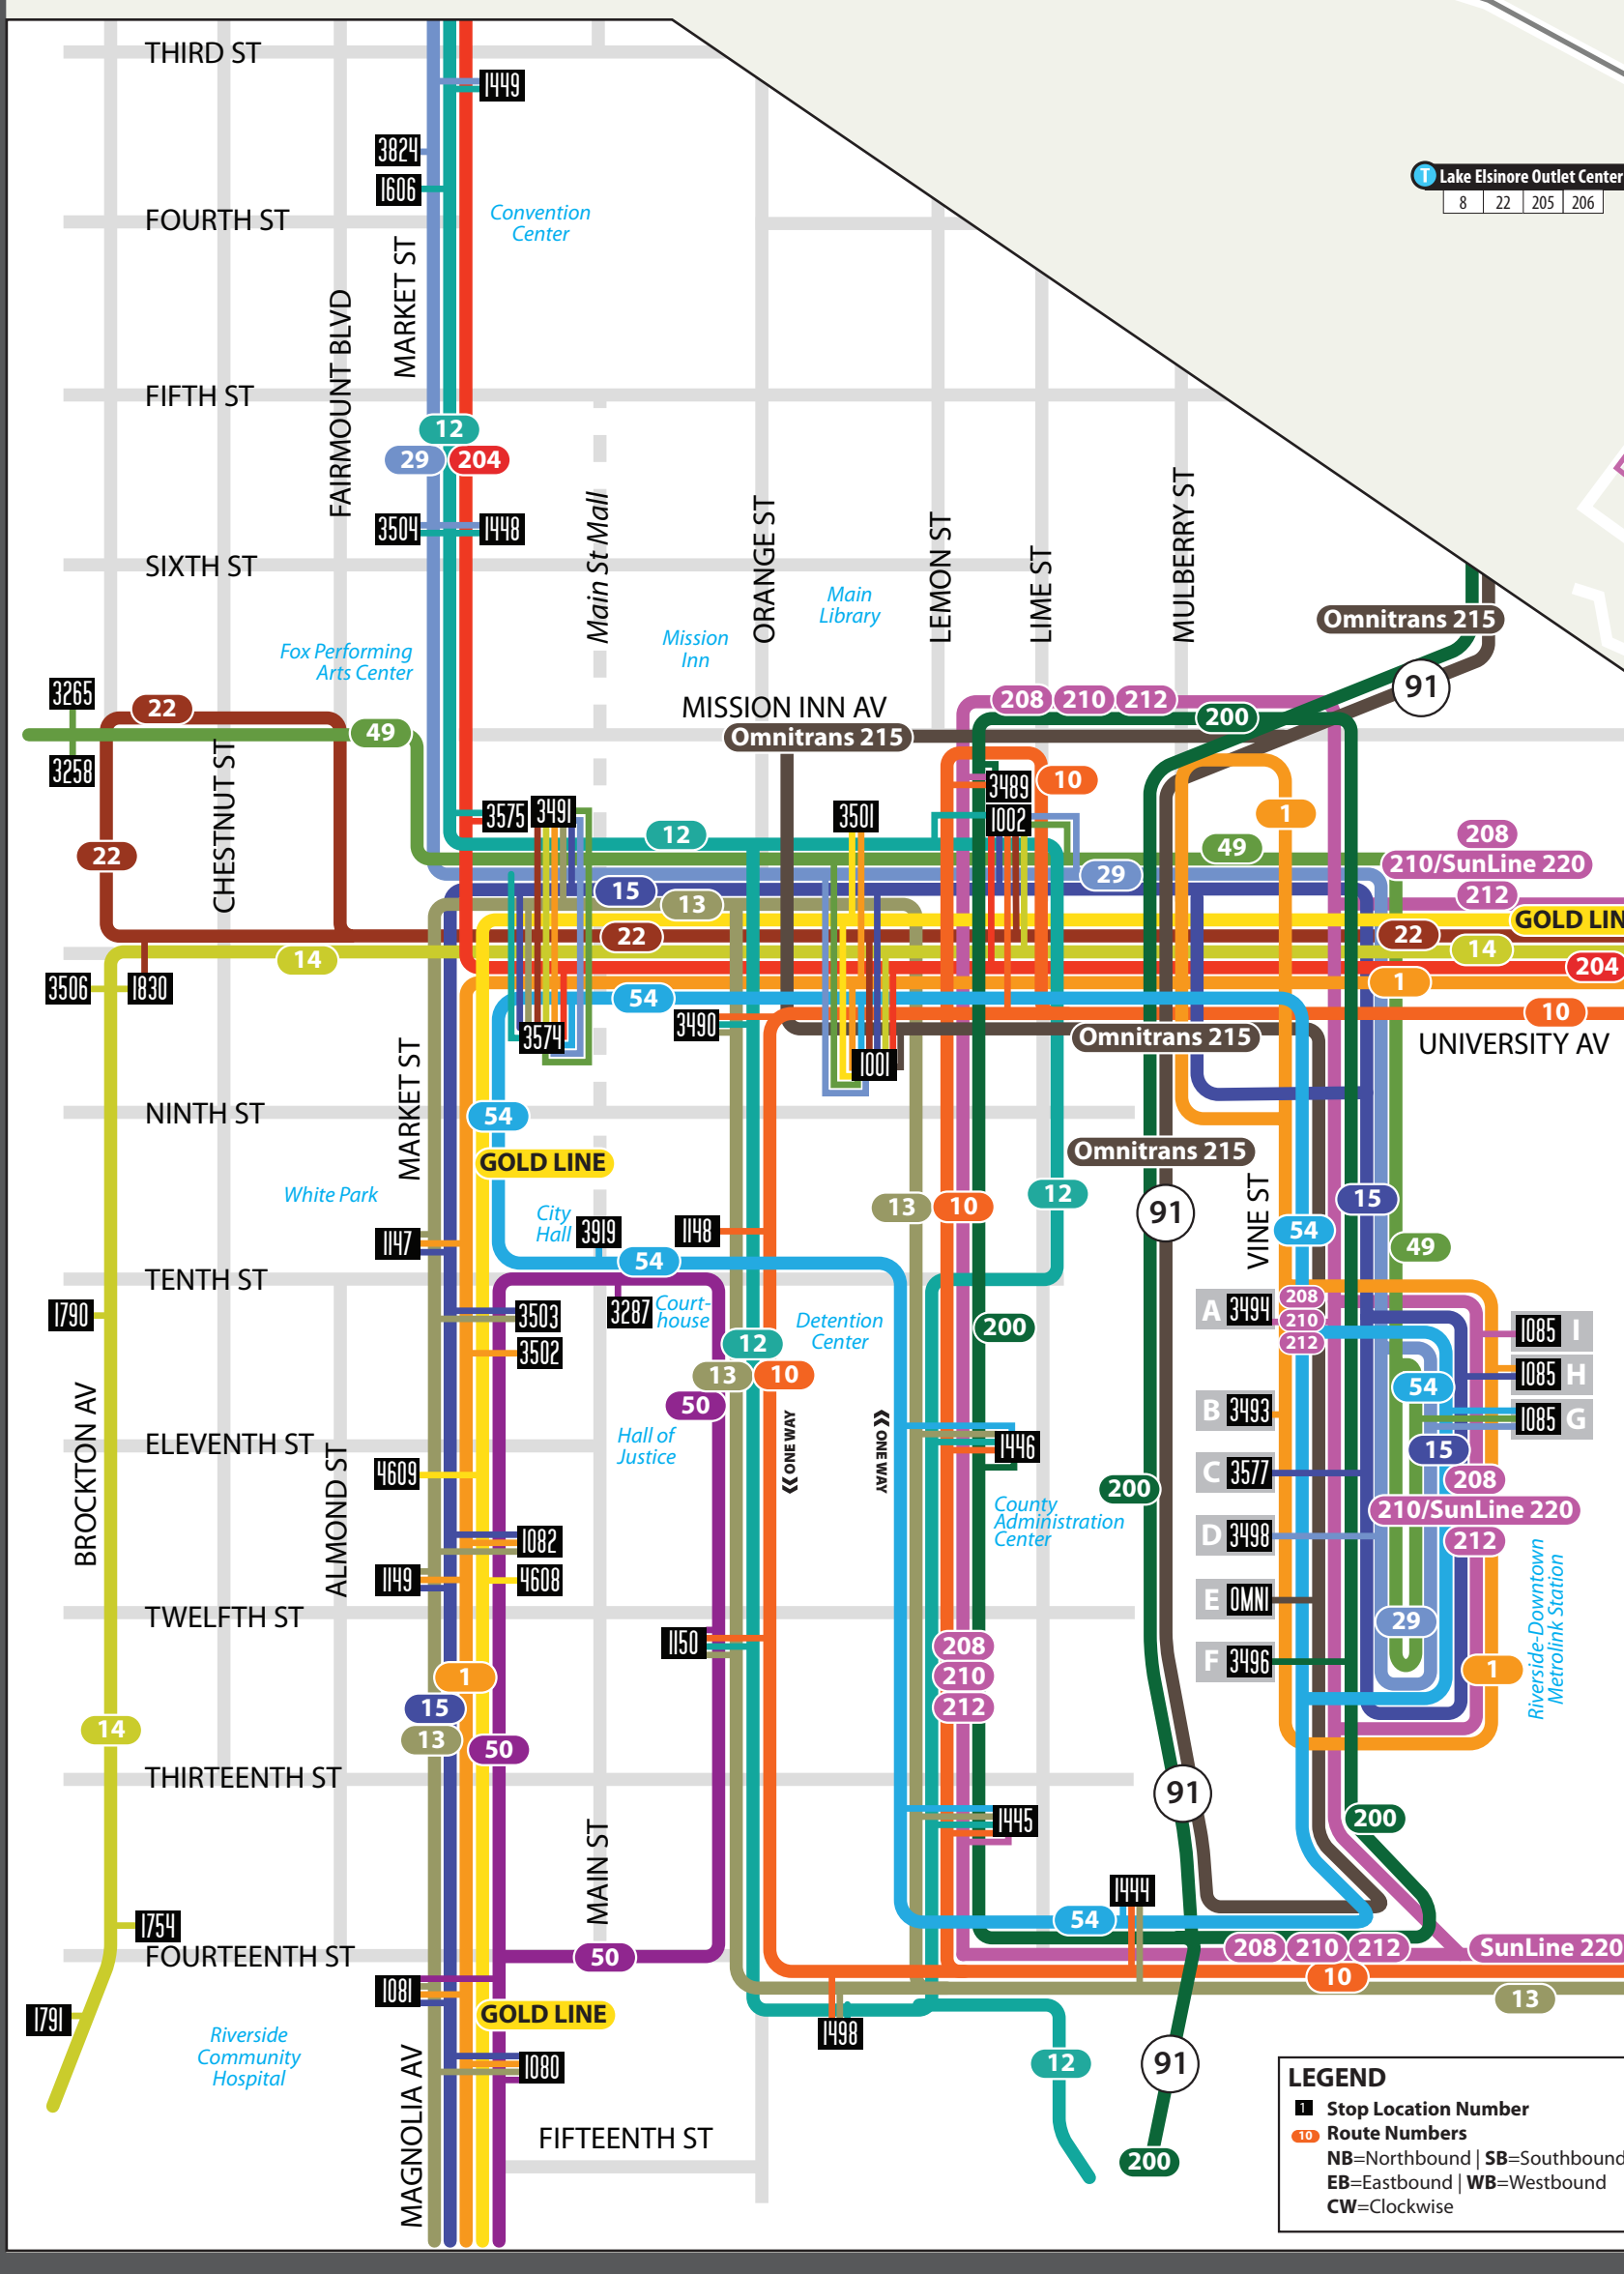 THIRD ST
1449
3824
1606
T Lake Elsinore Outlet Center
8 22 205 206
FOURTH ST
Convention
Center
MARKET ST
FAIRMOUNT BLVD
FIFTH ST
12
29 204
3504 1448
SIXTH ST
Main St Mall
ORANGE ST
LEMON ST
LIME ST
MULBERRY ST
Main
Library
Mission
Inn
Omnitrans 215
Fox Performing
Arts Center
91
3265
22
49
3258
MISSION INN AV
Omnitrans 215
208 210 212
200
CHESTNUT ST
3489
10
3575 3491
3501
1002
1
12
22
49
208
210/SunLine 220
212
29
15
13
GOLD LIN
22
22
14
14
204
3506 1830
1
54
10
3490
3574
Omnitrans 215
UNIVERSITY AV
1001
MARKET ST
NINTH ST
54
GOLD LINE
Omnitrans 215
White Park
13 10
12
91
15
VINE ST
City
Hall
3919
1148
54
49
1147
54
TENTH ST
1790
3503
3287
Court-
house
Detention
Center
200
A 3494
208
210
212
1085 I
3502
12
13 10
50
1085 H
54
B 3493
1085 G
BROCKTON AV
ELEVENTH ST
Hall of
Justice
ONE WAY
ONE WAY
1446
15
4609
ALMOND ST
C 3577
208
200
210/SunLine 220
County
Administration
Center
1082
D 3498
212
1149
4608
E OMNI
Riverside-Downtown
Metrolink Station
TWELFTH ST
29
1150
208
210
212
F 3496
1
1
15
13
14
50
THIRTEENTH ST
91
1445
200
MAIN ST
1444
1754
54
FOURTEENTH ST
50
208 210 212
SunLine 220
10
1081
13
1791
GOLD LINE
1498
Riverside
Community
Hospital
1080
12
91
MAGNOLIA AV
FIFTEENTH ST
200
LEGEND
1 Stop Location Number
10 Route Numbers
NB=Northbound | SB=Southbound
EB=Eastbound | WB=Westbound
CW=Clockwise